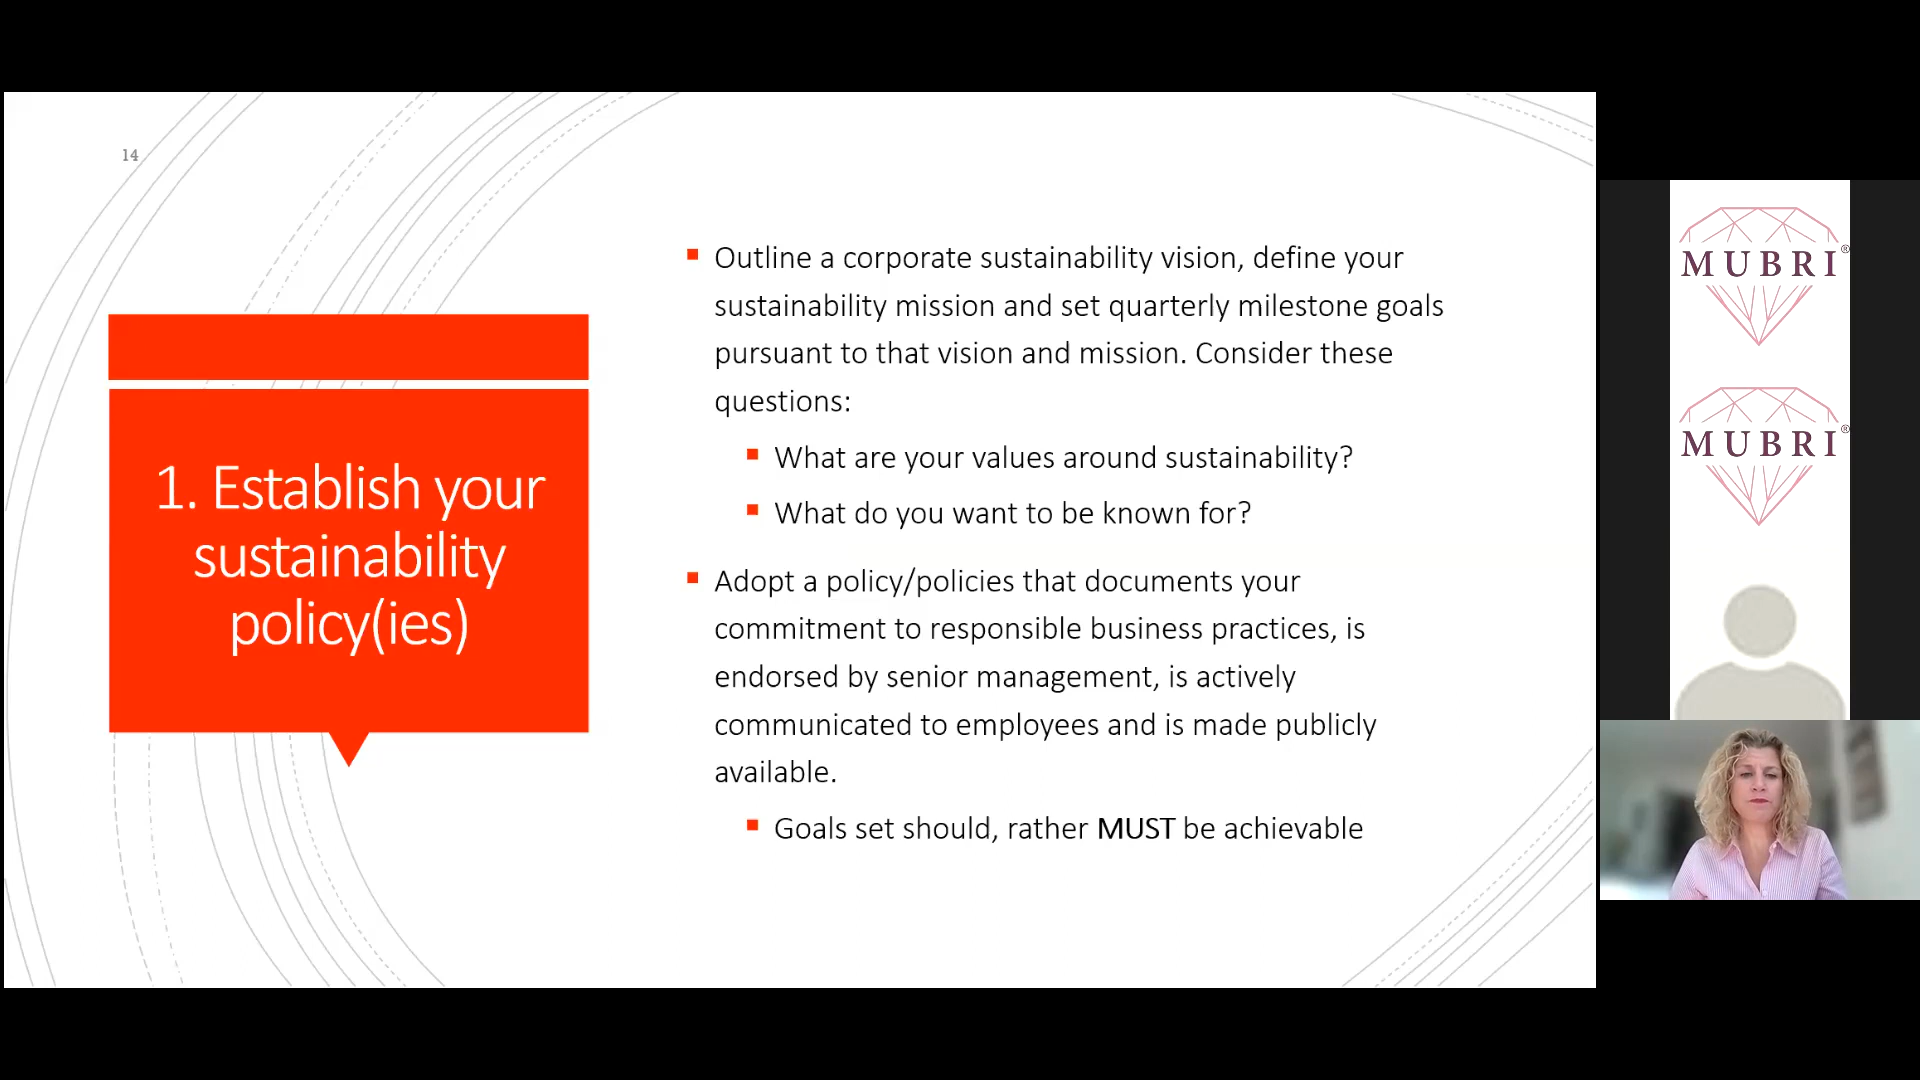 14
1. Establish your
sustainability
policy(ies)
Outline a corporate sustainability vision, define your
sustainability mission and set quarterly milestone goals
pursuant to that vision and mission. Consider these
questions:
What are your values around sustainability?
What do you want to be known for?
Adopt a policy/policies that documents your
commitment to responsible business practices, is
endorsed by senior management, is actively
communicated to employees and is made publicly
available.
Goals set should, rather MUST be achievable
MUBRI®
MUBRI®